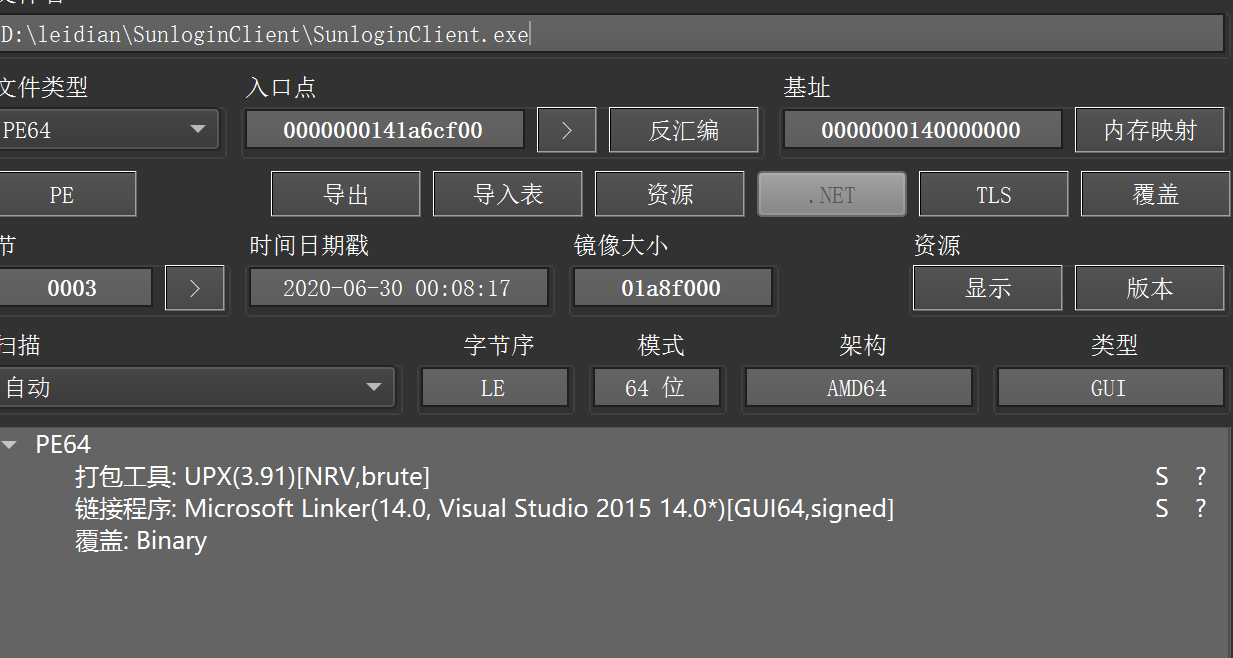 D:\leidian\SunloginClient\SunloginClient.exe
文件类型 入口点 基址
PE64 0000000141a6cf00 > 反汇编 0000000140000000 内存映射
PE 导出 导入表 资源 .NET TLS 覆盖
节 时间日期戳 镜像大小 资源
0003 > 2020-06-30 00:08:17 01a8f000 显示 版本
扫描 字节序 模式 架构 类型
自动 LE 64 位 AMD64 GUI
PE64
打包工具: UPX(3.91)[NRV,brute] S ?
链接程序: Microsoft Linker(14.0, Visual Studio 2015 14.0*)[GUI64,signed] S ?
覆盖: Binary